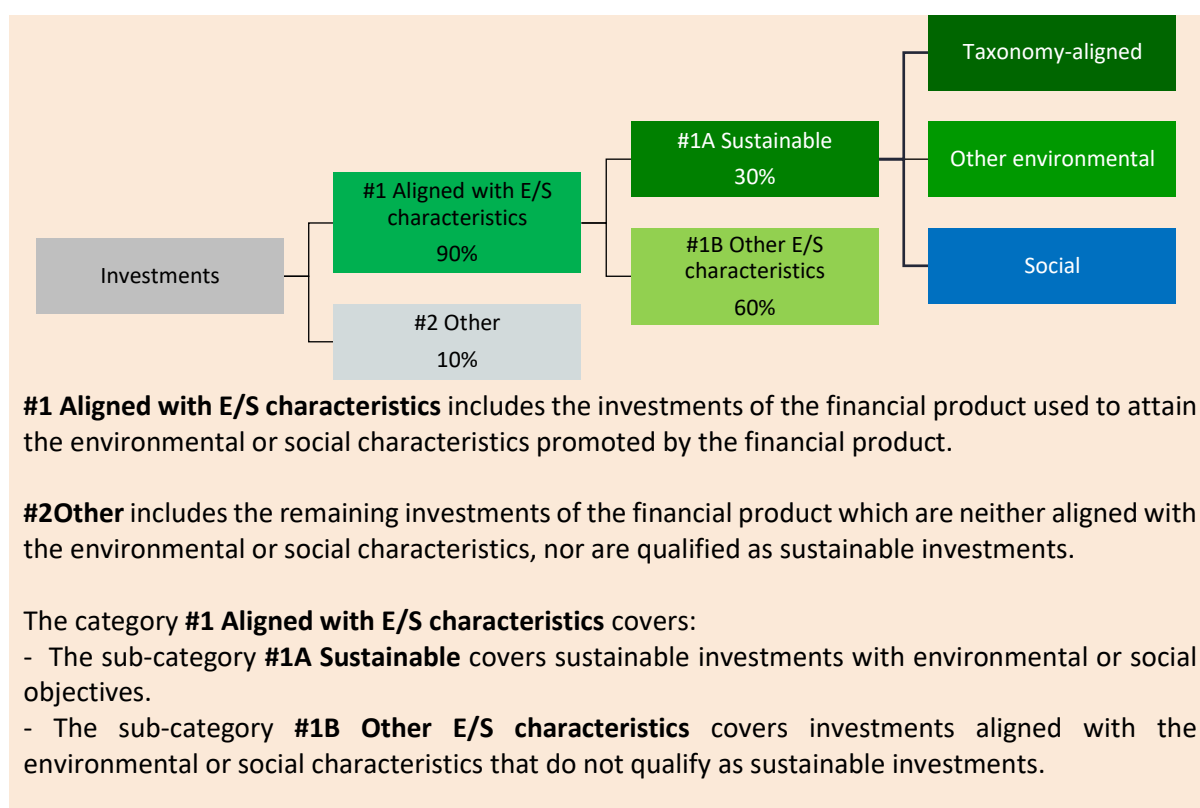 Taxonomy-aligned
#1A Sustainable
30%
Other environmental
#1 Aligned with E/S
characteristics
90%
#1B Other E/S
characteristics
60%
Social
Investments
#2 Other
10%
#1 Aligned with E/S characteristics includes the investments of the financial product used to attain
the environmental or social characteristics promoted by the financial product.
#2Other includes the remaining investments of the financial product which are neither aligned with
the environmental or social characteristics, nor are qualified as sustainable investments.
The category #1 Aligned with E/S characteristics covers:
- The sub-category #1A Sustainable covers sustainable investments with environmental or social
objectives.
- The sub-category #1B Other E/S characteristics covers investments aligned with the
environmental or social characteristics that do not qualify as sustainable investments.